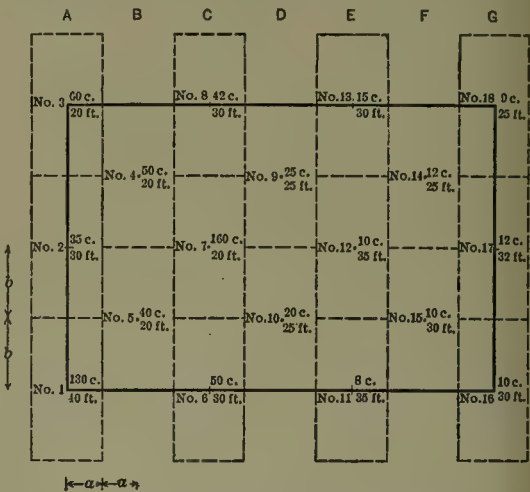 A B C D E F G
No. 3 60 c. 20 ft.
No. 8 42 c. 30 ft.
No. 13 15 c. 30 ft.
No. 18 9 c. 25 ft.
No. 4 50 c. 20 ft.
No. 9 25 c. 25 ft.
No. 14 12 c. 25 ft.
No. 2 35 c. 30 ft.
No. 7 160 c. 20 ft.
No. 12 10 c. 35 ft.
No. 17 12 c. 32 ft.
b
No. 5 40 c. 20 ft.
No. 10 20 c. 25 ft.
No. 15 10 c. 30 ft.
b
No. 1 130 c. 40 ft.
No. 6 50 c. 30 ft.
No. 11 8 c. 35 ft.
No. 16 10 c. 30 ft.
a a